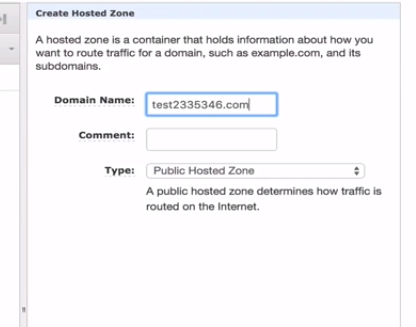 Create Hosted Zone
A hosted zone is a container that holds information about how you
want to route traffic for a domain, such as example.com, and its
subdomains.
Domain Name: test2335346.com
Comment:
Type: Public Hosted Zone
A public hosted zone determines how traffic is
routed on the Internet.